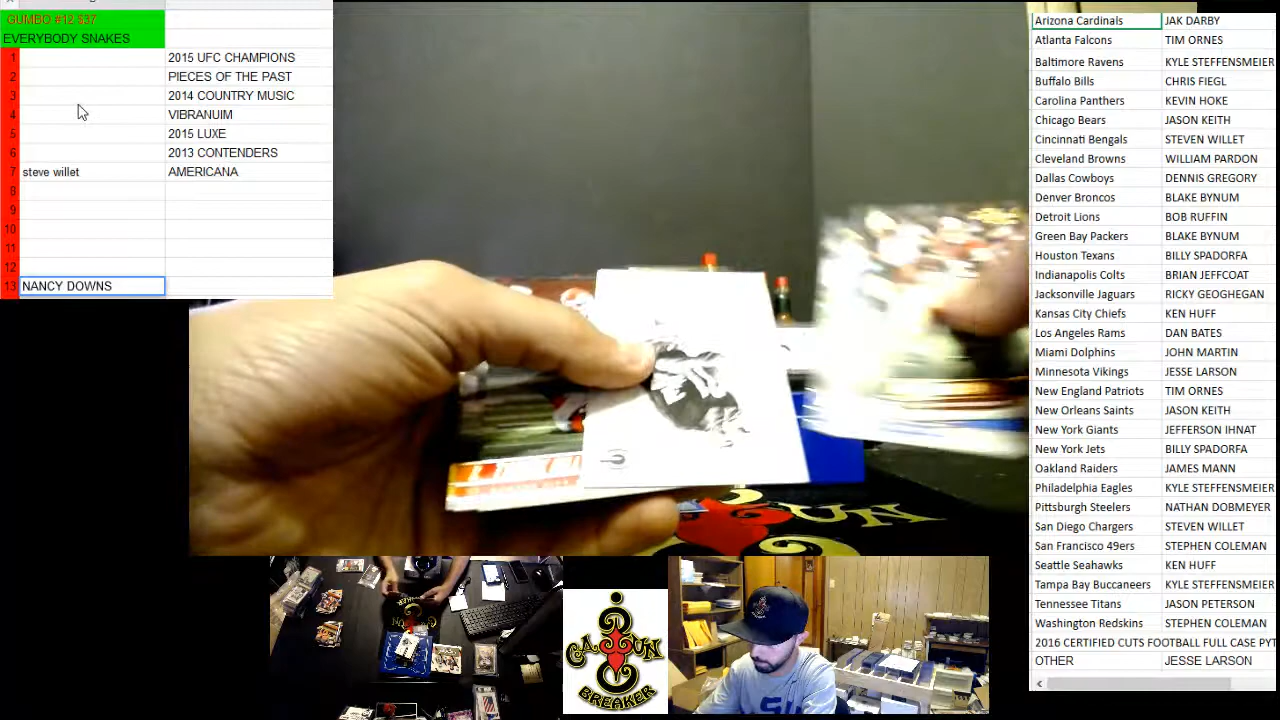 GUMBO #12 $37
EVERYBODY SNAKES
1 2015 UFC CHAMPIONS
2 PIECES OF THE PAST
3 2014 COUNTRY MUSIC
4 VIBRANUIM
5 2015 LUXE
6 2013 CONTENDERS
7 steve willet AMERICANA
8
9
10
11
12
13 NANCY DOWNS
Arizona Cardinals JAK DARBY
Atlanta Falcons TIM ORNES
Baltimore Ravens KYLE STEFFENSMEIER
Buffalo Bills CHRIS FIEGL
Carolina Panthers KEVIN HOKE
Chicago Bears JASON KEITH
Cincinnati Bengals STEVEN WILLET
Cleveland Browns WILLIAM PARDON
Dallas Cowboys DENNIS GREGORY
Denver Broncos BLAKE BYNUM
Detroit Lions BOB RUFFIN
Green Bay Packers BLAKE BYNUM
Houston Texans BILLY SPADORFA
Indianapolis Colts BRIAN JEFFCOAT
Jacksonville Jaguars RICKY GEOGHEGAN
Kansas City Chiefs KEN HUFF
Los Angeles Rams DAN BATES
Miami Dolphins JOHN MARTIN
Minnesota Vikings JESSE LARSON
New England Patriots TIM ORNES
New Orleans Saints JASON KEITH
New York Giants JEFFERSON IHNAT
New York Jets BILLY SPADORFA
Oakland Raiders JAMES MANN
Philadelphia Eagles KYLE STEFFENSMEIER
Pittsburgh Steelers NATHAN DOBMEYER
San Diego Chargers STEVEN WILLET
San Francisco 49ers STEPHEN COLEMAN
Seattle Seahawks KEN HUFF
Tampa Bay Buccaneers KYLE STEFFENSMEIER
Tennessee Titans JASON PETERSON
Washington Redskins STEPHEN COLEMAN
2016 CERTIFIED CUTS FOOTBALL FULL CASE PYT
OTHER JESSE LARSON
CAJUN
BREAKER